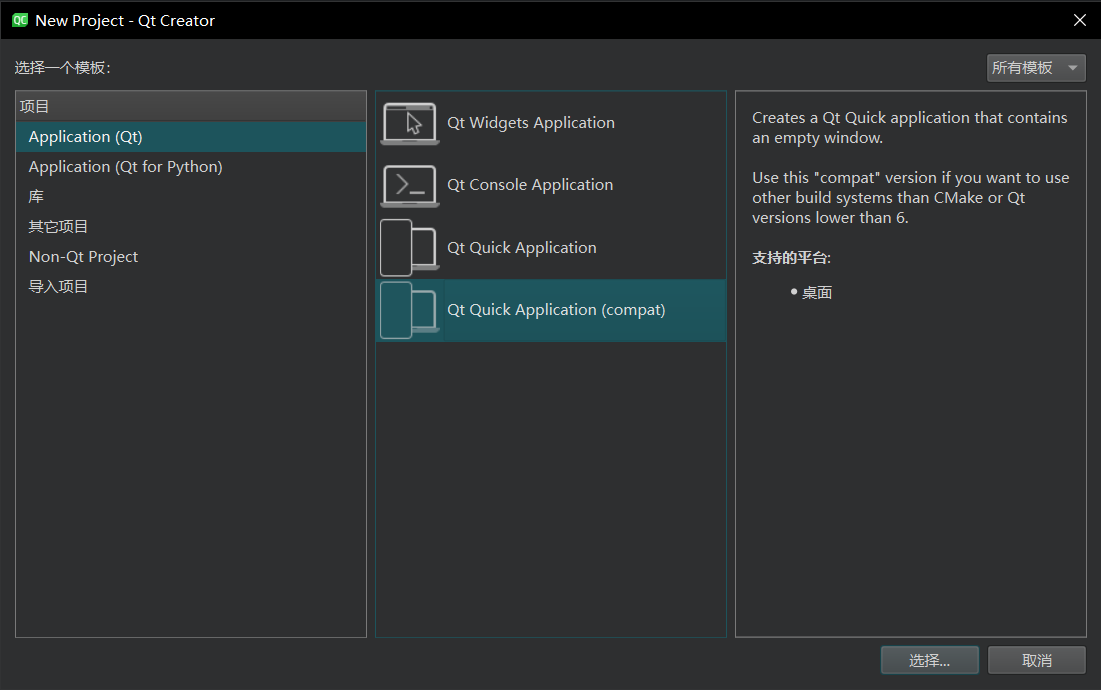 QC New Project - Qt Creator
选择一个模板:
所有模板
项目
Application (Qt)
Application (Qt for Python)
库
其它项目
Non-Qt Project
导入项目
Qt Widgets Application
Qt Console Application
Qt Quick Application
Qt Quick Application (compat)
Creates a Qt Quick application that contains
an empty window.
Use this "compat" version if you want to use
other build systems than CMake or Qt
versions lower than 6.
支持的平台:
• 桌面
选择...
取消